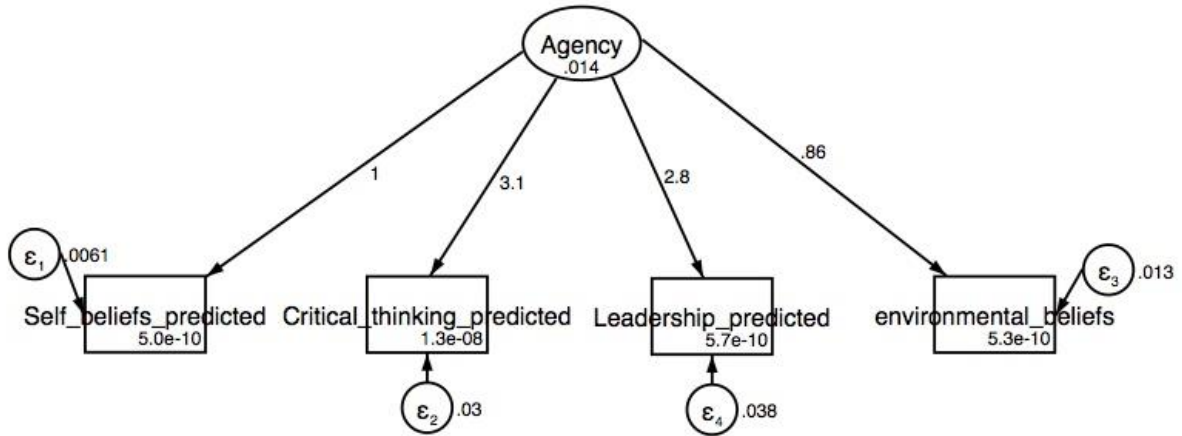 Agency
.014
1
3.1
2.8
.86
ε1
.0061
ε3
.013
Self_beliefs_predicted
5.0e-10
Critical_thinking_predicted
1.3e-08
Leadership_predicted
5.7e-10
environmental_beliefs
5.3e-10
ε2
.03
ε4
.038